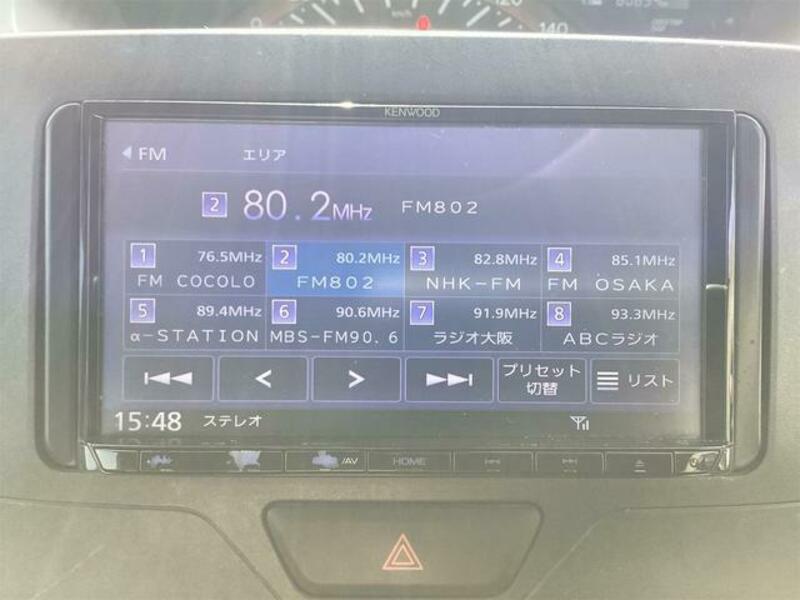 0
140
KENWOOD
FM エリア
2 80.2MHz FM802
1 76.5MHz 2 80.2MHz 3 82.8MHz 4 85.1MHz
FM COCOLO FM802 NHK-FM FM OSAKA
5 89.4MHz 6 90.6MHz 7 91.9MHz 8 93.3MHz
α-STATION MBS-FM90.6 ラジオ大阪 ABCラジオ
プリセット
切替
リスト
15:48 ステレオ
/AV HOME